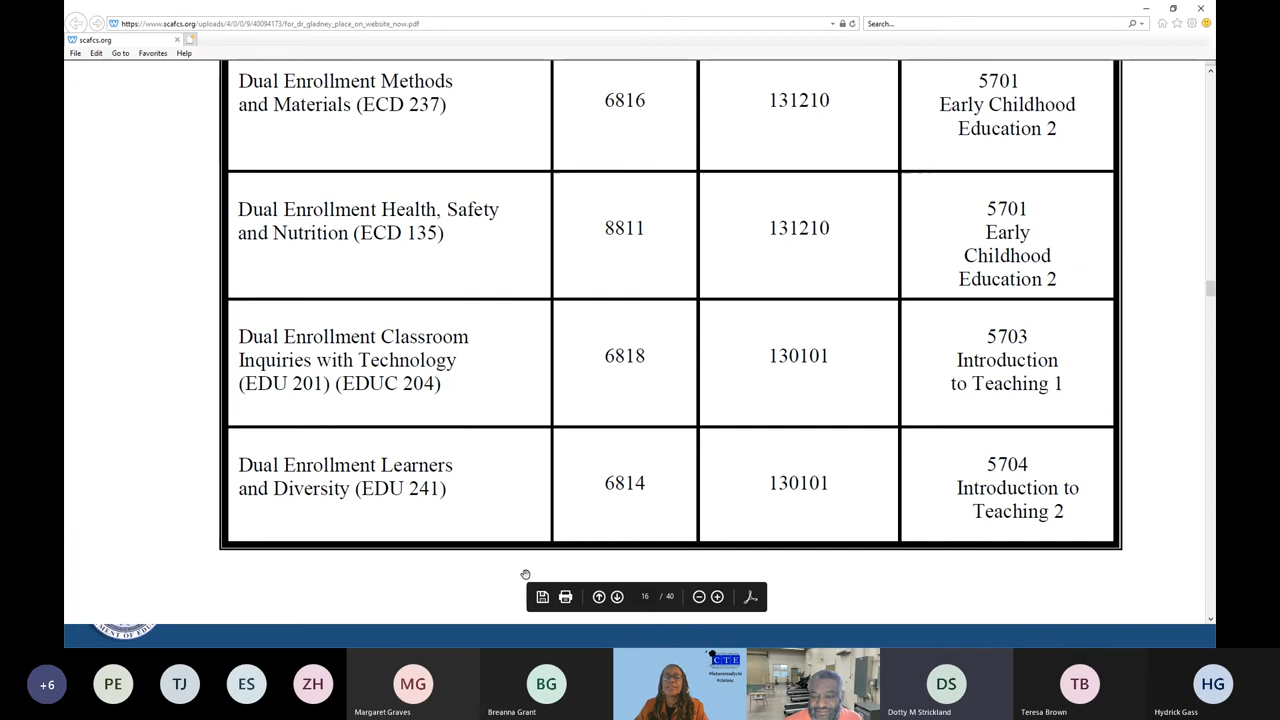 https://www.scafcs.org/uploads/4/0/0/9/40094173/for_dr_gladney_place_on_website_now.pdf
Search...
scafcs.org
File Edit Go to Favorites Help
Dual Enrollment Methods
and Materials (ECD 237)
6816
131210
5701
Early Childhood
Education 2
Dual Enrollment Health, Safety
and Nutrition (ECD 135)
8811
131210
5701
Early
Childhood
Education 2
Dual Enrollment Classroom
Inquiries with Technology
(EDU 201) (EDUC 204)
6818
130101
5703
Introduction
to Teaching 1
Dual Enrollment Learners
and Diversity (EDU 241)
6814
130101
5704
Introduction to
Teaching 2
16 / 40
MENT OF EDU
+6
PE
TJ
ES
ZH
MG
Margaret Graves
BG
Breanna Grant
CTE
DS
Dotty M Strickland
TB
Teresa Brown
HG
Hydrick Gass